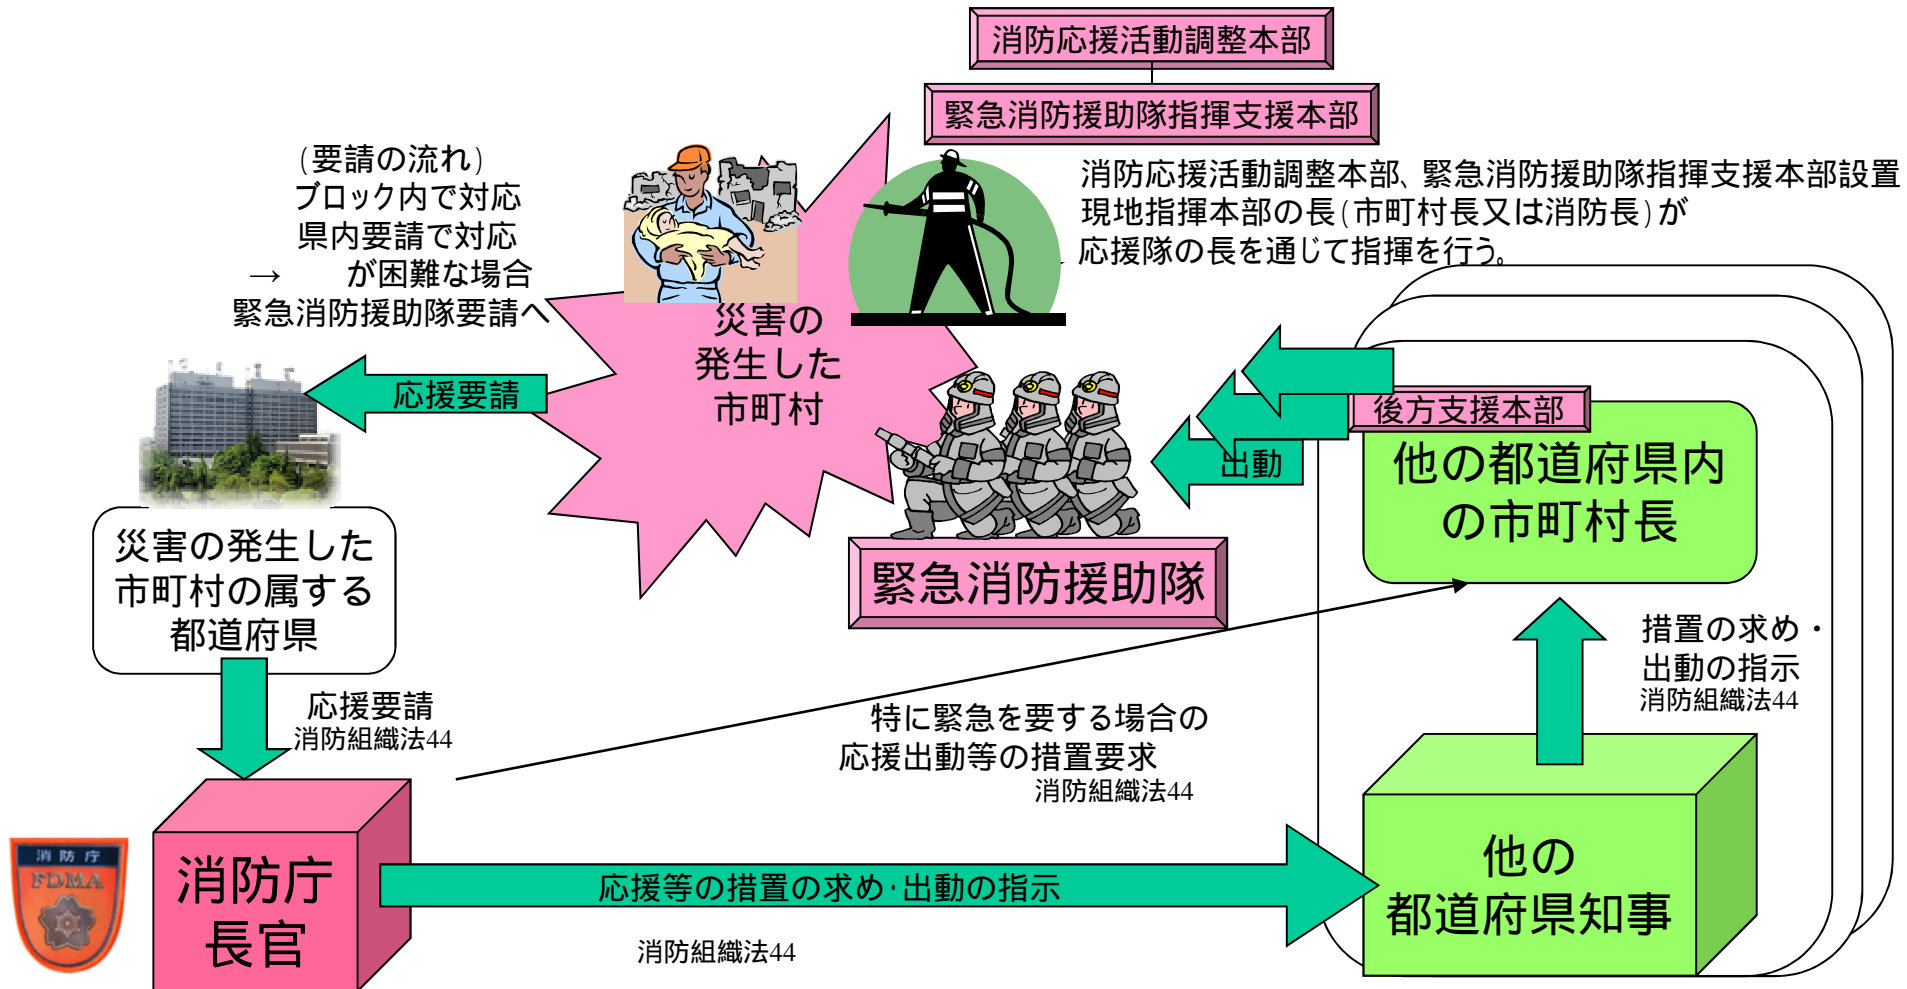 消防応援活動調整本部
緊急消防援助隊指揮支援本部
(要請の流れ)
ブロック内で対応
県内要請で対応
→ が困難な場合
緊急消防援助隊要請へ
消防応援活動調整本部、緊急消防援助隊指揮支援本部設置
現地指揮本部の長(市町村長又は消防長)が
応援隊の長を通じて指揮を行う。
災害の
発生した
市町村
応援要請
後方支援本部
出動
他の都道府県内
の市町村長
緊急消防援助隊
災害の発生した
市町村の属する
都道府県
措置の求め・
出動の指示
消防組織法44
応援要請
消防組織法44
特に緊急を要する場合の
応援出動等の措置要求
消防組織法44
消防庁
FDMA
消防庁
長官
応援等の措置の求め・出動の指示
消防組織法44
他の
都道府県知事